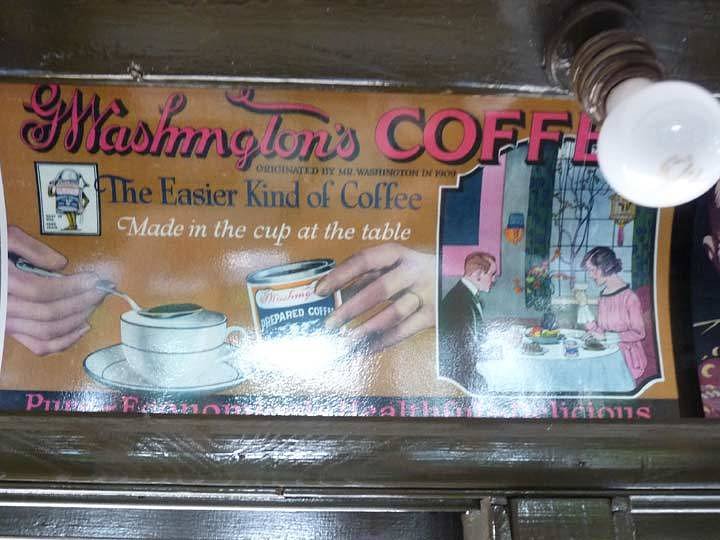 G Washington's COFFE
ORIGINATED BY MR. WASHINGTON IN 1909
The Easier Kind of Coffee
Made in the cup at the table
PREPARED COFF
Delicious